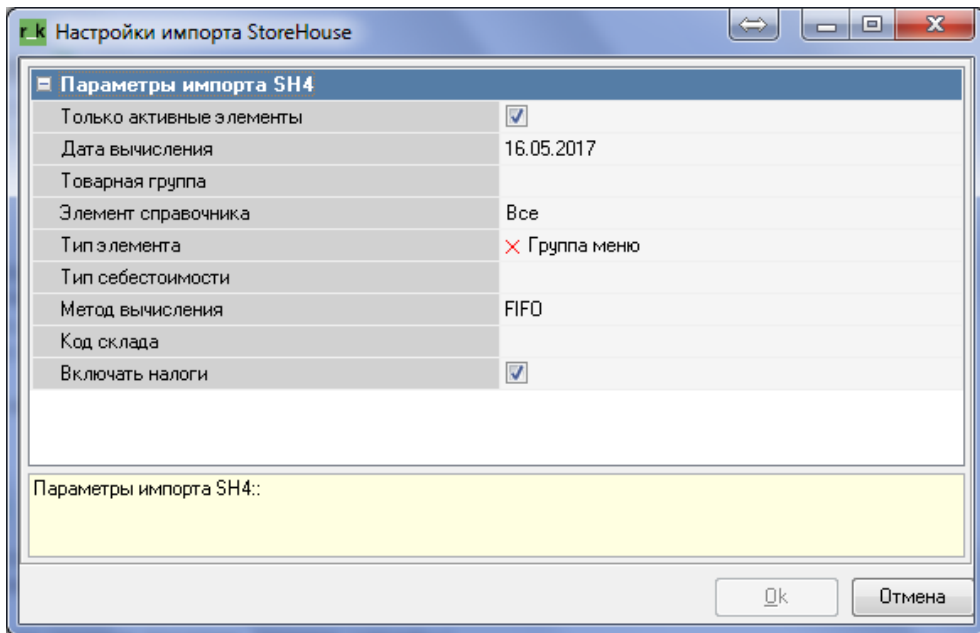 r_k Настройки импорта StoreHouse
Параметры импорта SH4
Только активные элементы
Дата вычисления 16.05.2017
Товарная группа
Элемент справочника Все
Тип элемента Группа меню
Тип себестоимости
Метод вычисления FIFO
Код склада
Включать налоги
Параметры импорта SH4::
Ok Отмена